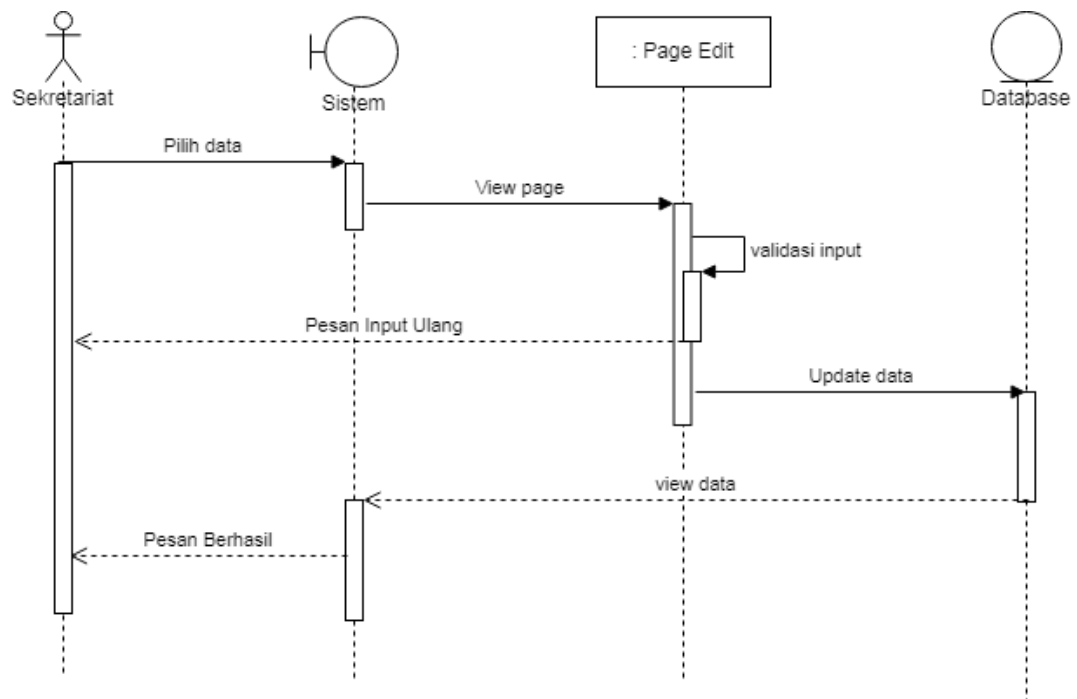 : Page Edit
Sekretariat
Sistem
Database
Pilih data
View page
validasi input
Pesan Input Ulang
Update data
view data
Pesan Berhasil